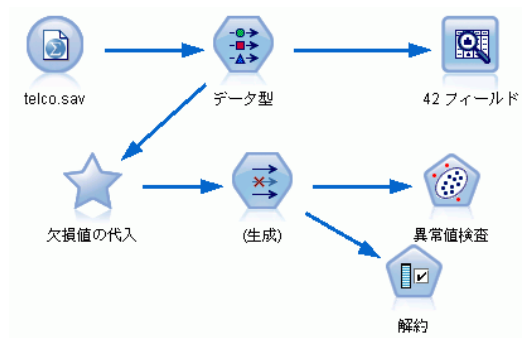 telco.sav
データ型
42 フィールド
欠損値の代入
(生成)
異常値検査
解約